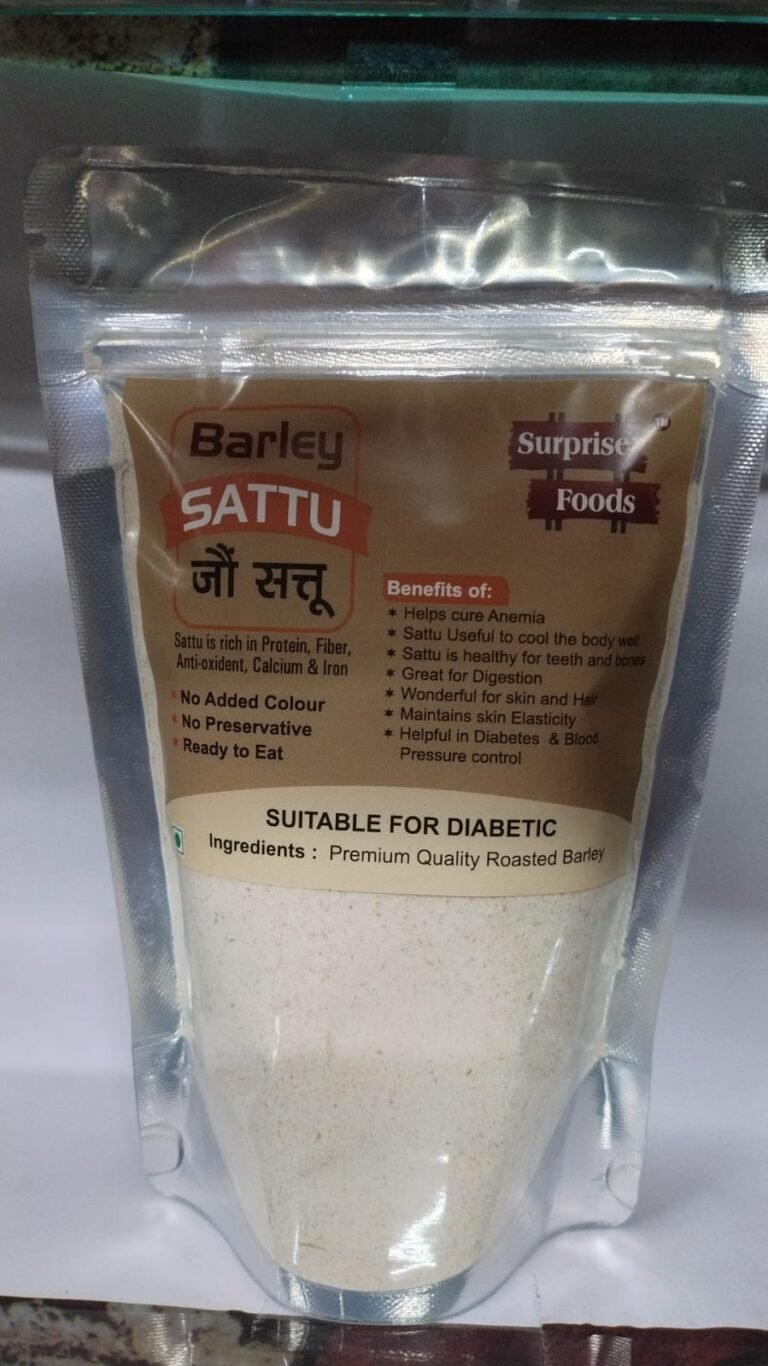 Barley
SATTU
जौं सत्तू
Sattu is rich in Protein, Fiber,
Anti-oxident, Calcium & Iron
* No Added Colour
* No Preservative
* Ready to Eat
Surprise
Foods
TM
Benefits of:
* Helps cure Anemia
* Sattu Useful to cool the body well
* Sattu is healthy for teeth and bones
* Great for Digestion
* Wonderful for skin and Hair
* Maintains skin Elasticity
* Helpful in Diabetes & Blood
Pressure control
SUITABLE FOR DIABETIC
Ingredients : Premium Quality Roasted Barley